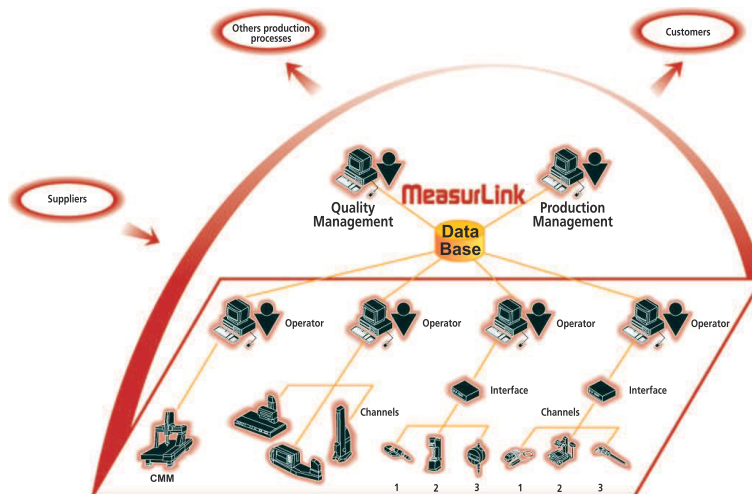 Others production
processes
Customers
Suppliers
MeasurLink
Quality
Management
Production
Management
Data
Base
Operator
Operator
Operator
Operator
Interface
Interface
Channels
Channels
CMM
1
2
3
1
2
3